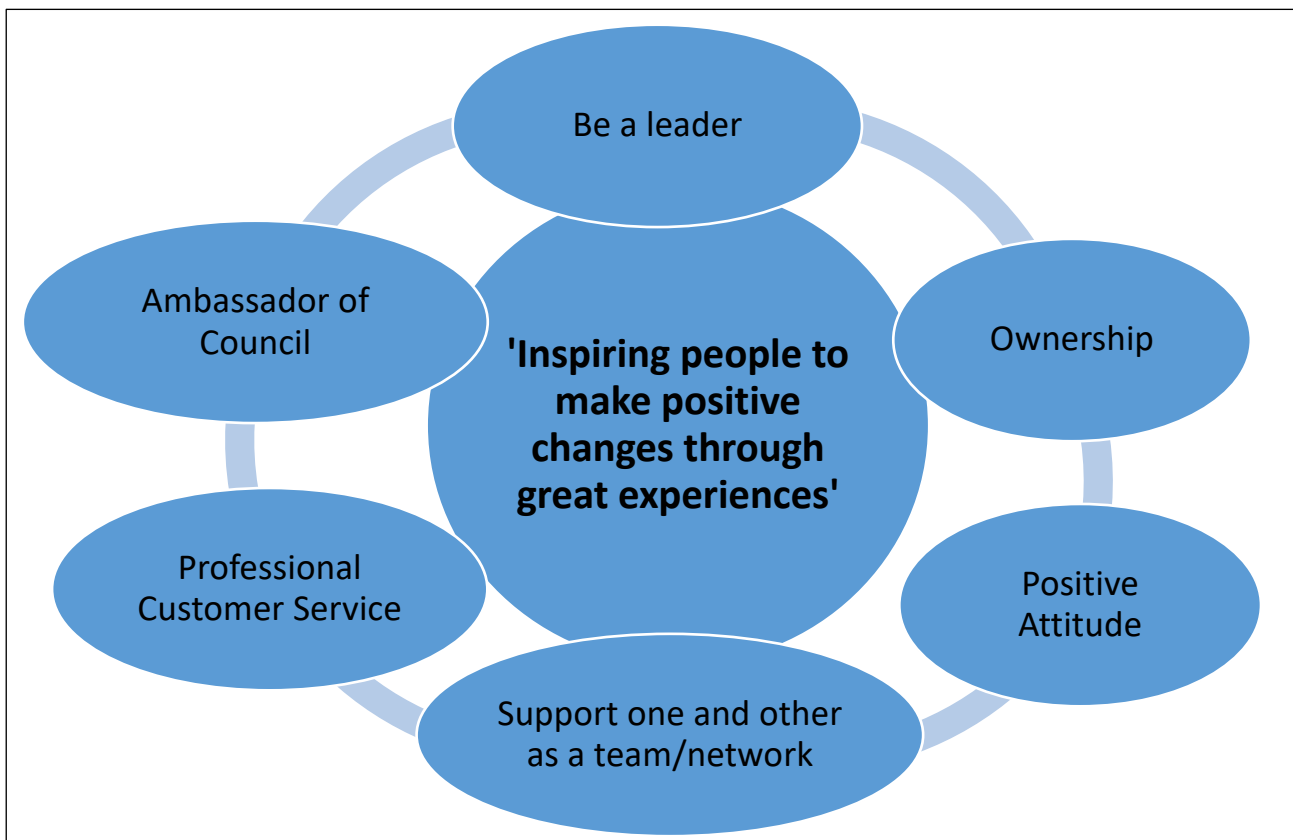 Be a leader
Ambassador of
Council
'Inspiring people to
make positive
changes through
great experiences'
Ownership
Professional
Customer Service
Positive
Attitude
Support one and other
as a team/network